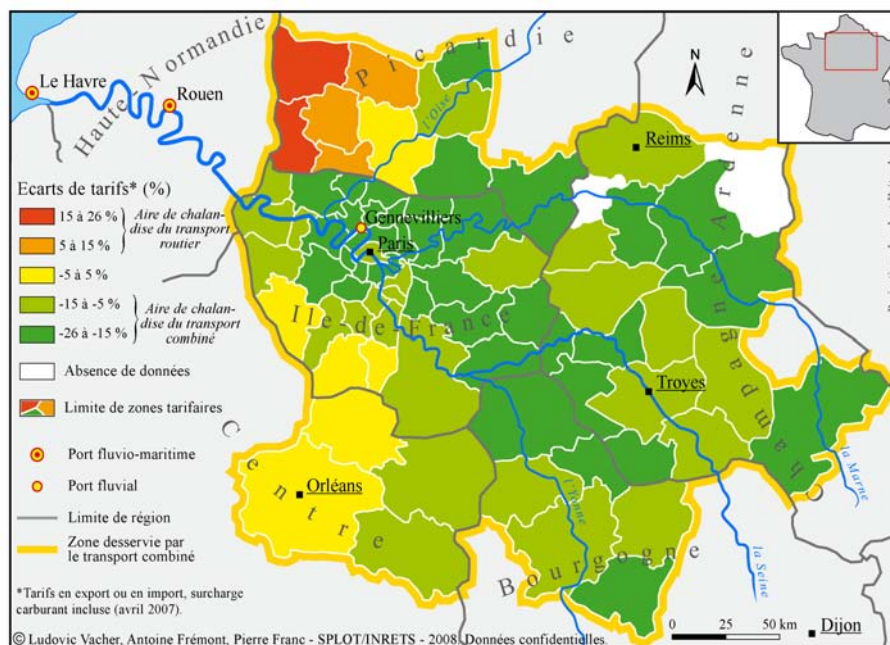 Haute-Normandie
Picardie
N
Le Havre
Rouen
l'Oise
Reims
Ardenne
Ecarts de tarifs* (%)
15 à 26 %
5 à 15 %
Aire de chalan-
dise du transport
routier
-5 à 5 %
-15 à -5 %
-26 à -15 %
Aire de chalan-
dise du transport
combiné
Absence de données
Limite de zones tarifaires
Port fluvio-maritime
Port fluvial
Limite de région
Zone desservie par
le transport combiné
*Tarifs en export ou en import, surcharge
carburant incluse (avril 2007).
Gennevilliers
Paris
Ile-de-France
Champagne
Troyes
la Marne
Centre
Orléans
l'Yonne
Bourgogne
la Seine
0 25 50 km
Dijon
© Ludovic Vacher, Antoine Frémont, Pierre Franc - SPLOT/INRETS - 2008. Données confidentielles.